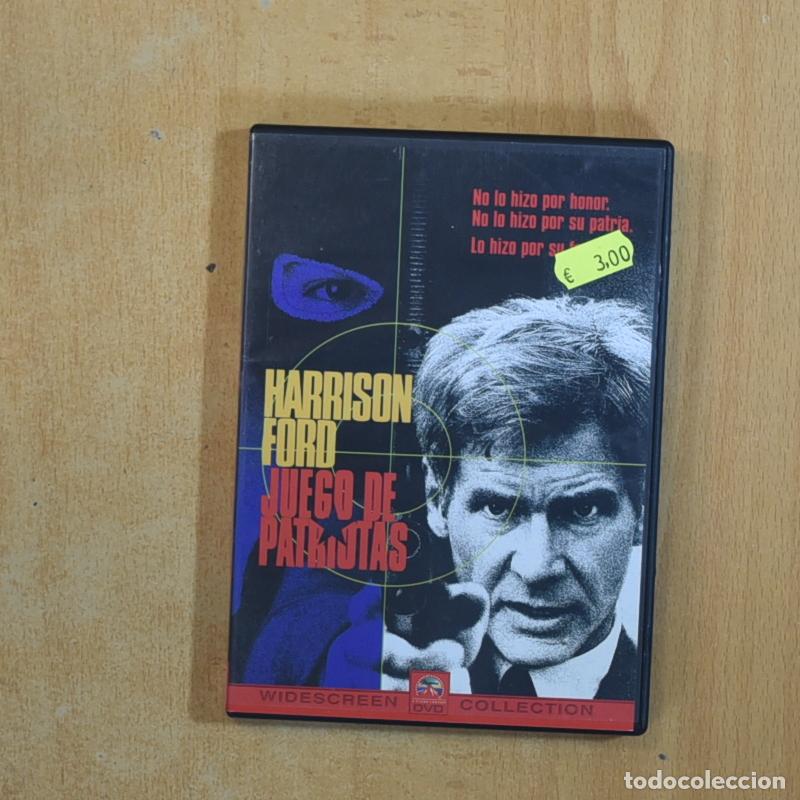 No lo hizo por honor.
No lo hizo por su patria.
Lo hizo por su
€ 3,00
HARRISON
FORD
JUEGO DE
PATRIOTAS
WIDESCREEN DVD COLLECTION
todocoleccion